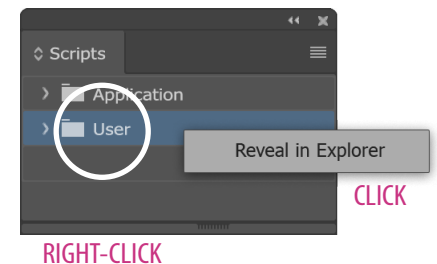 Scripts
Application
User
Reveal in Explorer
CLICK
RIGHT-CLICK